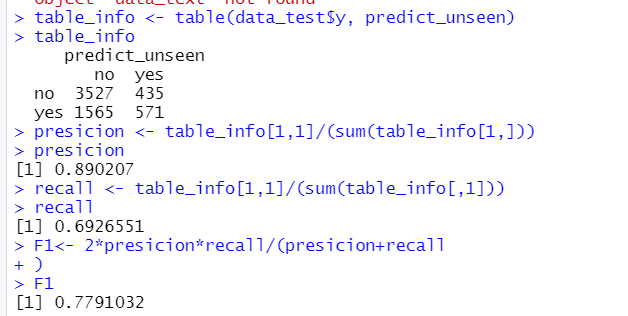 object 'data_text' not found
> table_info <- table(data_test$y, predict_unseen)
> table_info
     predict_unseen
        no  yes
  no  3527  435
  yes 1565  571
> presicion <- table_info[1,1]/(sum(table_info[1,]))
> presicion
[1] 0.890207
> recall <- table_info[1,1]/(sum(table_info[,1]))
> recall
[1] 0.6926551
> F1<- 2*presicion*recall/(presicion+recall
+ )
> F1
[1] 0.7791032